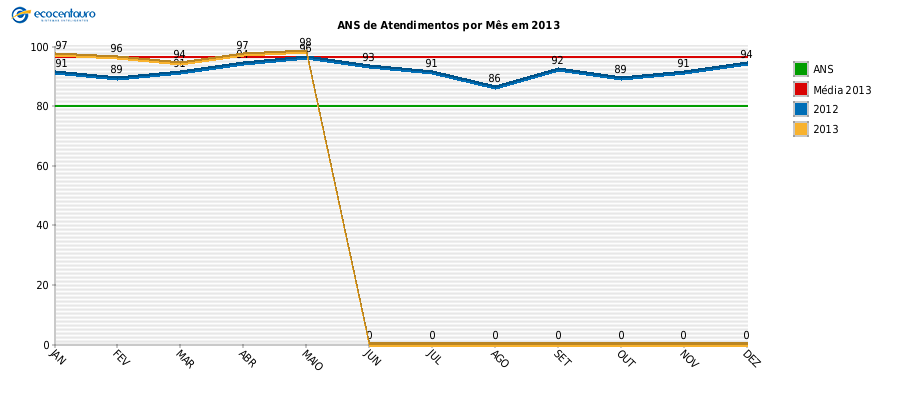 ecocentauro
ANS de Atendimentos por Mês em 2013
100
80
60
40
20
0
97 96 94 97 98
91 89 91 94 96 93 91 86 92 89 91 94
0 0 0 0 0 0 0
JAN FEV MAR ABR MAIO JUN JUL AGO SET OUT NOV DEZ
ANS
Média 2013
2012
2013